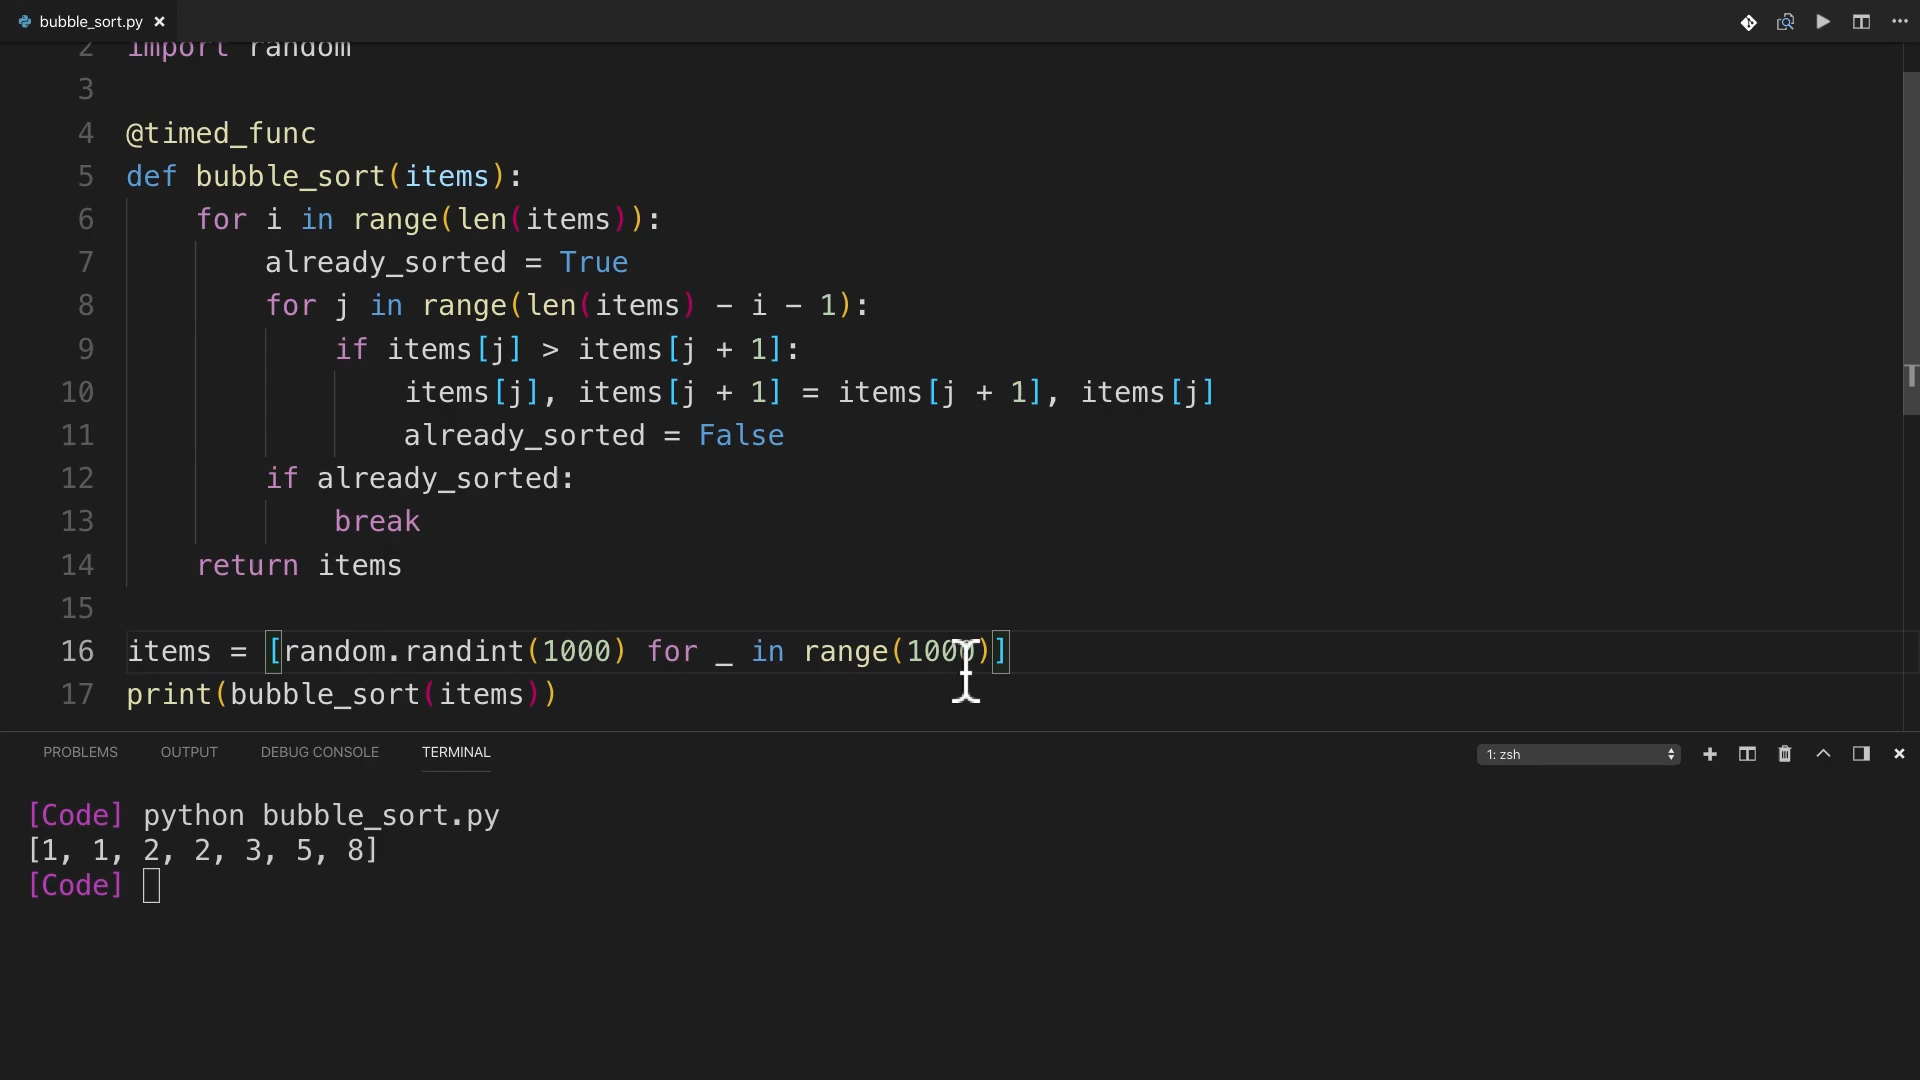 bubble_sort.py
2 import random
3
4 @timed_func
5 def bubble_sort(items):
6 for i in range(len(items)):
7 already_sorted = True
8 for j in range(len(items) - i - 1):
9 if items[j] > items[j + 1]:
10 items[j], items[j + 1] = items[j + 1], items[j]
11 already_sorted = False
12 if already_sorted:
13 break
14 return items
15
16 items = [random.randint(1000) for _ in range(1000)]
17 print(bubble_sort(items))
PROBLEMS OUTPUT DEBUG CONSOLE TERMINAL 1: zsh
[Code] python bubble_sort.py
[1, 1, 2, 2, 3, 5, 8]
[Code]